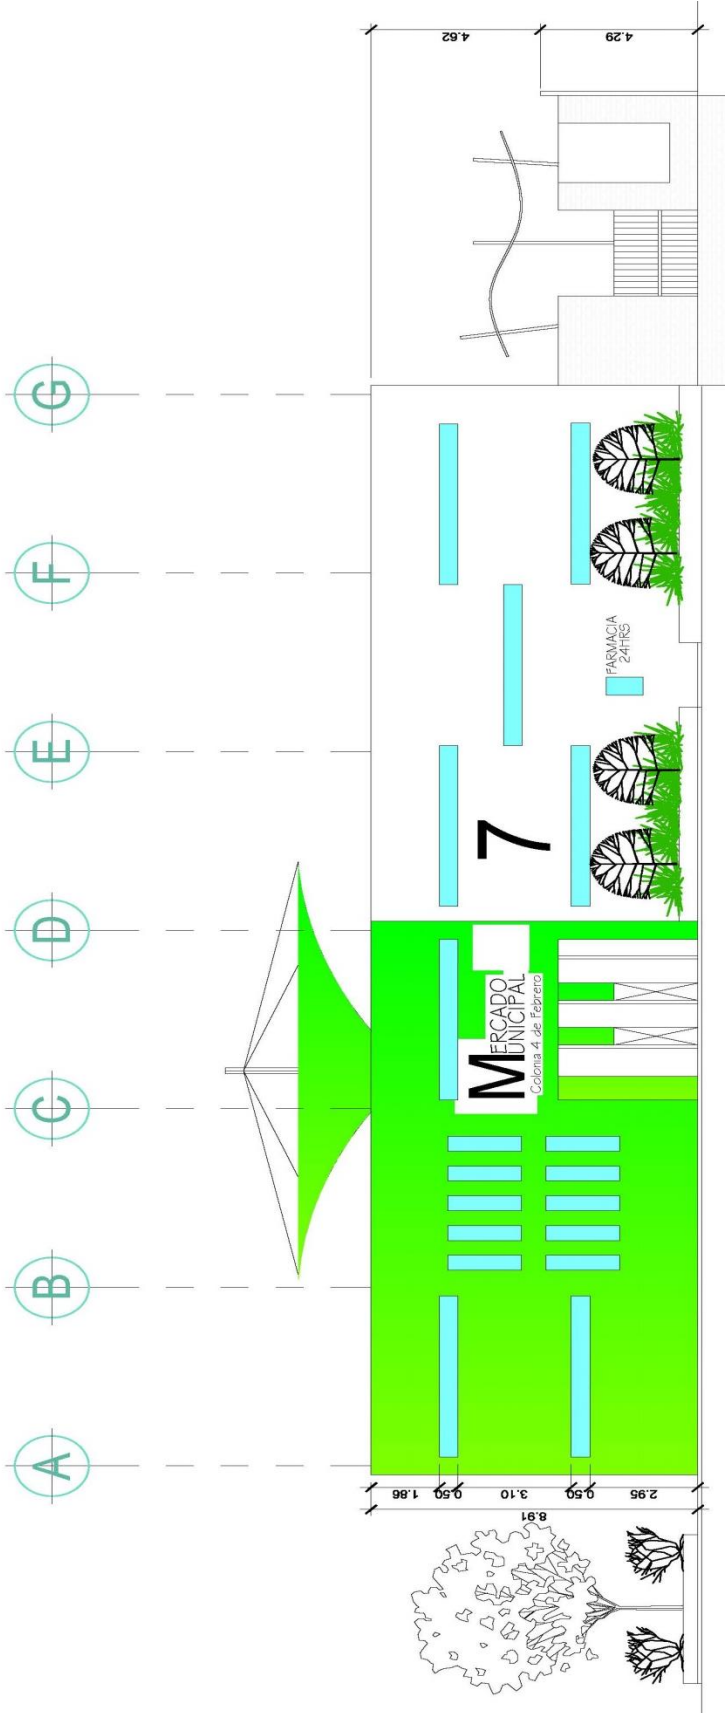 A
B
C
D
E
F
G
1.86
0.50
3.10
0.50
2.95
8.91
MERCADO
MUNICIPAL
Colonia 4 de Febrero
7
FARMACIA
24HRS
4.62
4.29